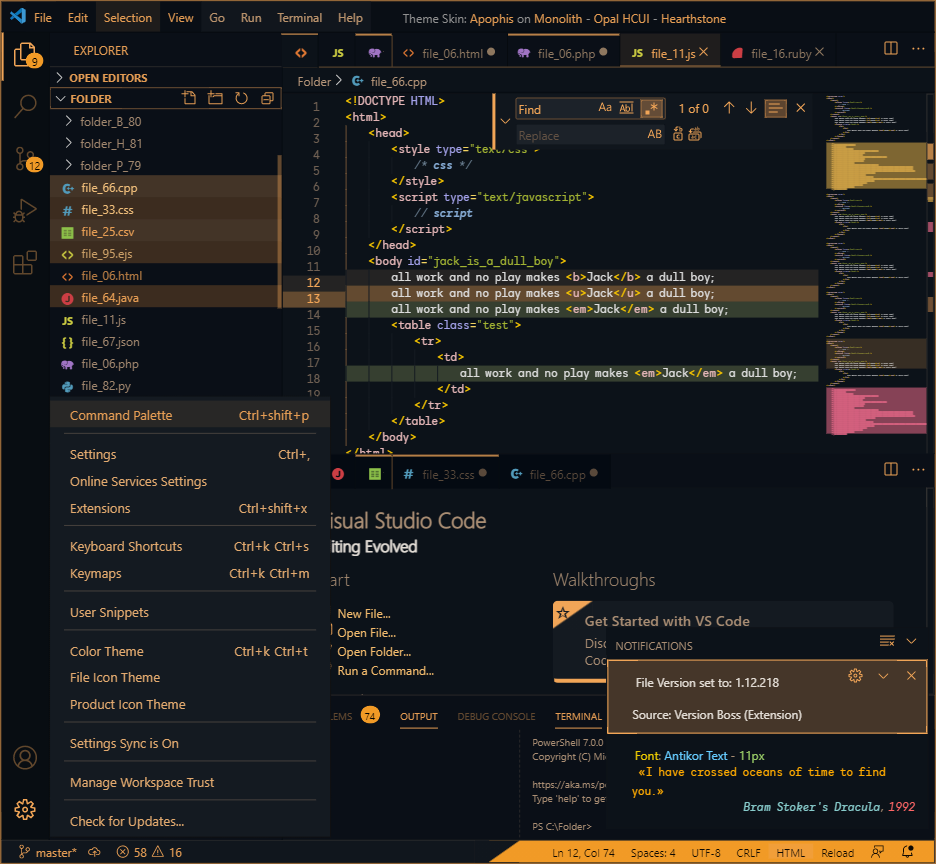 File Edit Selection View Go Run Terminal Help Theme Skin: Apophis on Monolith - Opal HCUI - Hearthstone
9
12
EXPLORER
OPEN EDITORS
FOLDER
folder_B_80
folder_H_81
folder_P_79
file_66.cpp
# file_33.css
file_25.csv
<> file_95.ejs
<> file_06.html
J file_64.java
JS file_11.js
{} file_67.json
file_06.php
file_82.py
<> JS <> file_06.html file_06.php JS file_11.js file_16.ruby
Folder > file_66.cpp
Find Aa Abl .* 1 of 0
Replace AB
1 <!DOCTYPE HTML>
2 <html>
3 <head>
4 <style type="text/css">
5 /* css */
6 </style>
7 <script type="text/javascript">
8 // script
9 </script>
10 </head>
11 <body id="jack_is_a_dull_boy">
12 all work and no play makes <b>Jack</b> a dull boy;
13 all work and no play makes <u>Jack</u> a dull boy;
14 all work and no play makes <em>Jack</em> a dull boy;
15 <table class="test">
16 <tr>
17 <td>
18 all work and no play makes <em>Jack</em> a dull boy;
19 </td>
</tr>
</table>
</body>
</html>
Command Palette Ctrl+shift+p
Settings Ctrl+,
Online Services Settings
Extensions Ctrl+shift+x
Keyboard Shortcuts Ctrl+k Ctrl+s
Keymaps Ctrl+k Ctrl+m
User Snippets
Color Theme Ctrl+k Ctrl+t
File Icon Theme
Product Icon Theme
Settings Sync is On
Manage Workspace Trust
Check for Updates...
J # file_33.css file_66.cpp
isual Studio Code
iting Evolved
art
New File...
Open File...
Open Folder...
Run a Command...
Walkthroughs
Get Started with VS Code
Disc
Coo
NOTIFICATIONS
File Version set to: 1.12.218
Source: Version Boss (Extension)
Font: Antikor Text - 11px
«I have crossed oceans of time to find
you.»
Bram Stoker's Dracula, 1992
LEMS 74 OUTPUT DEBUG CONSOLE TERMINAL
PowerShell 7.0.0
Copyright (C) Mi
https://aka.ms/p
Type 'help' to ge
PS C:\Folder>
master* 58 16 Ln 12, Col 74 Spaces: 4 UTF-8 CRLF HTML Reload